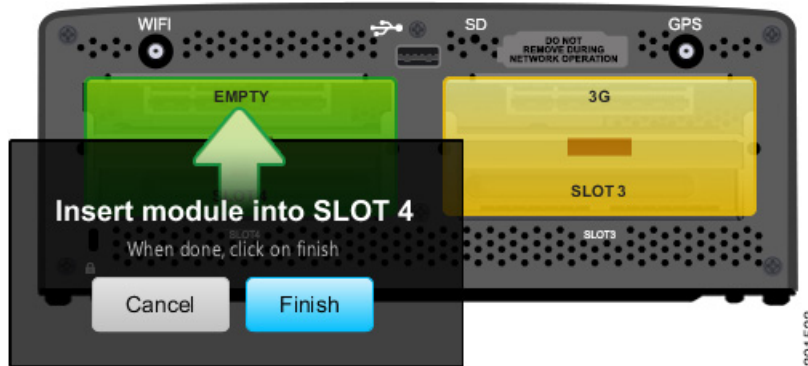 WIFI
SD
GPS
DO NOT
REMOVE DURING
NETWORK OPERATION
EMPTY
3G
SLOT 3
Insert module into SLOT 4
SLOT4
SLOT3
When done, click on finish
Cancel
Finish